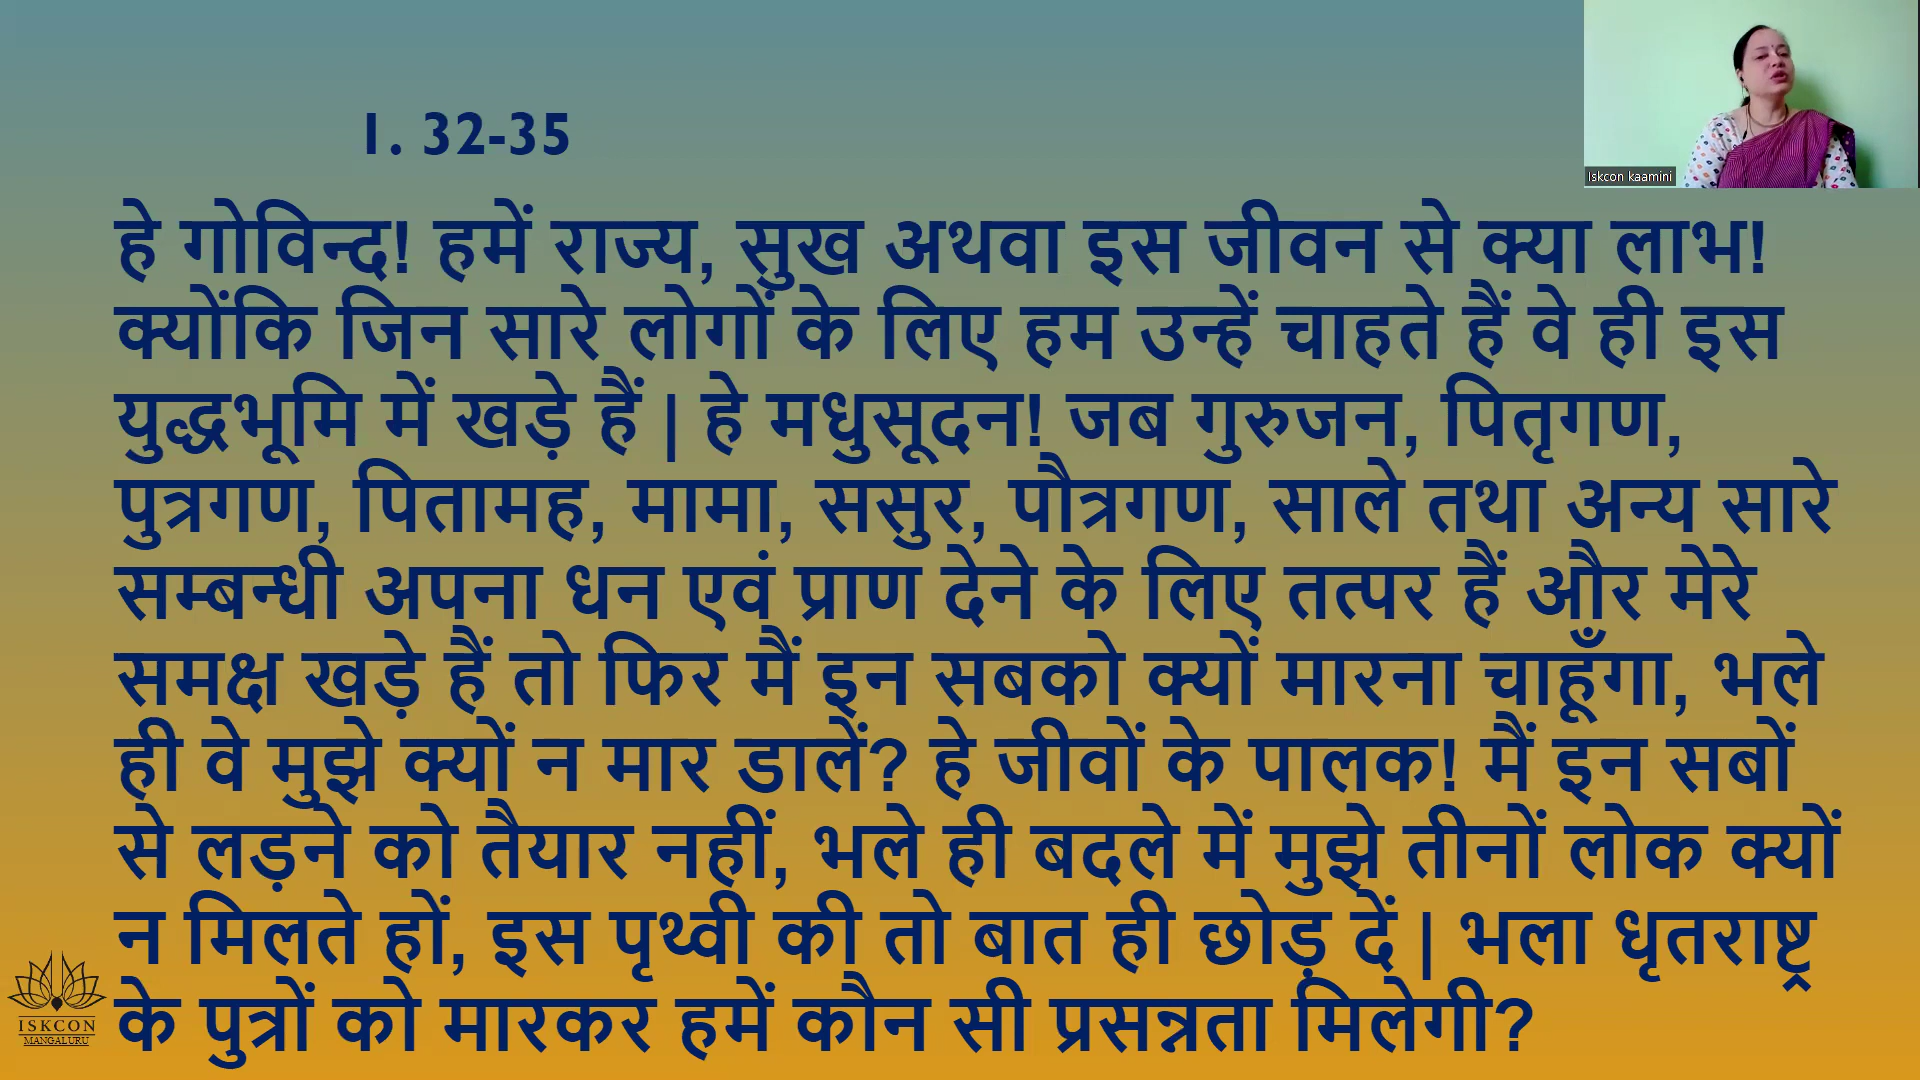 1. 32-35
Iskcon kaamini
हे गोविन्द! हमें राज्य, सुख अथवा इस जीवन से क्या लाभ!
क्योंकि जिन सारे लोगों के लिए हम उन्हें चाहते हैं वे ही इस
युद्धभूमि में खड़े हैं | हे मधुसूदन! जब गुरुजन, पितृगण,
पुत्रगण, पितामह, मामा, ससुर, पौत्रगण, साले तथा अन्य सारे
सम्बन्धी अपना धन एवं प्राण देने के लिए तत्पर हैं और मेरे
समक्ष खड़े हैं तो फिर मैं इन सबको क्यों मारना चाहूँगा, भले
ही वे मुझे क्यों न मार डालें? हे जीवों के पालक! मैं इन सबों
से लड़ने को तैयार नहीं, भले ही बदले में मुझे तीनों लोक क्यों
न मिलते हों, इस पृथ्वी की तो बात ही छोड़ दें | भला धृतराष्ट्र
के पुत्रों को मारकर हमें कौन सी प्रसन्नता मिलेगी?
ISKCON
MANGALURU